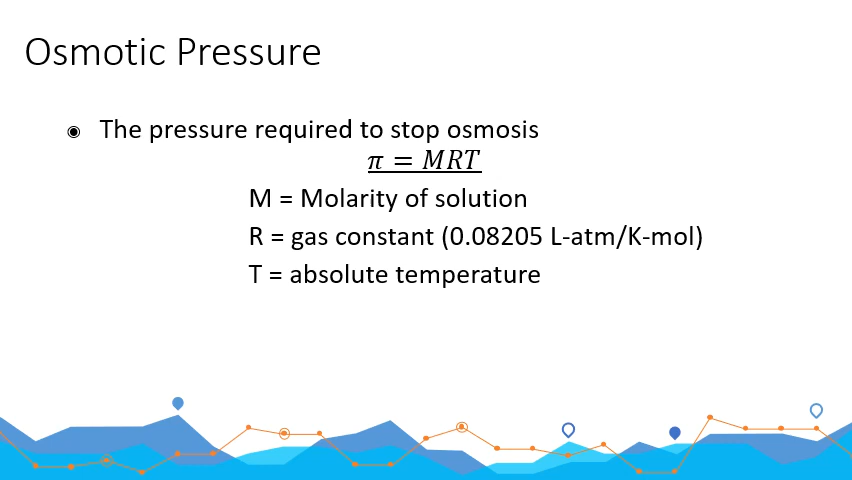 Osmotic Pressure
◉ The pressure required to stop osmosis
π = MRT
M = Molarity of solution
R = gas constant (0.08205 L-atm/K-mol)
T = absolute temperature